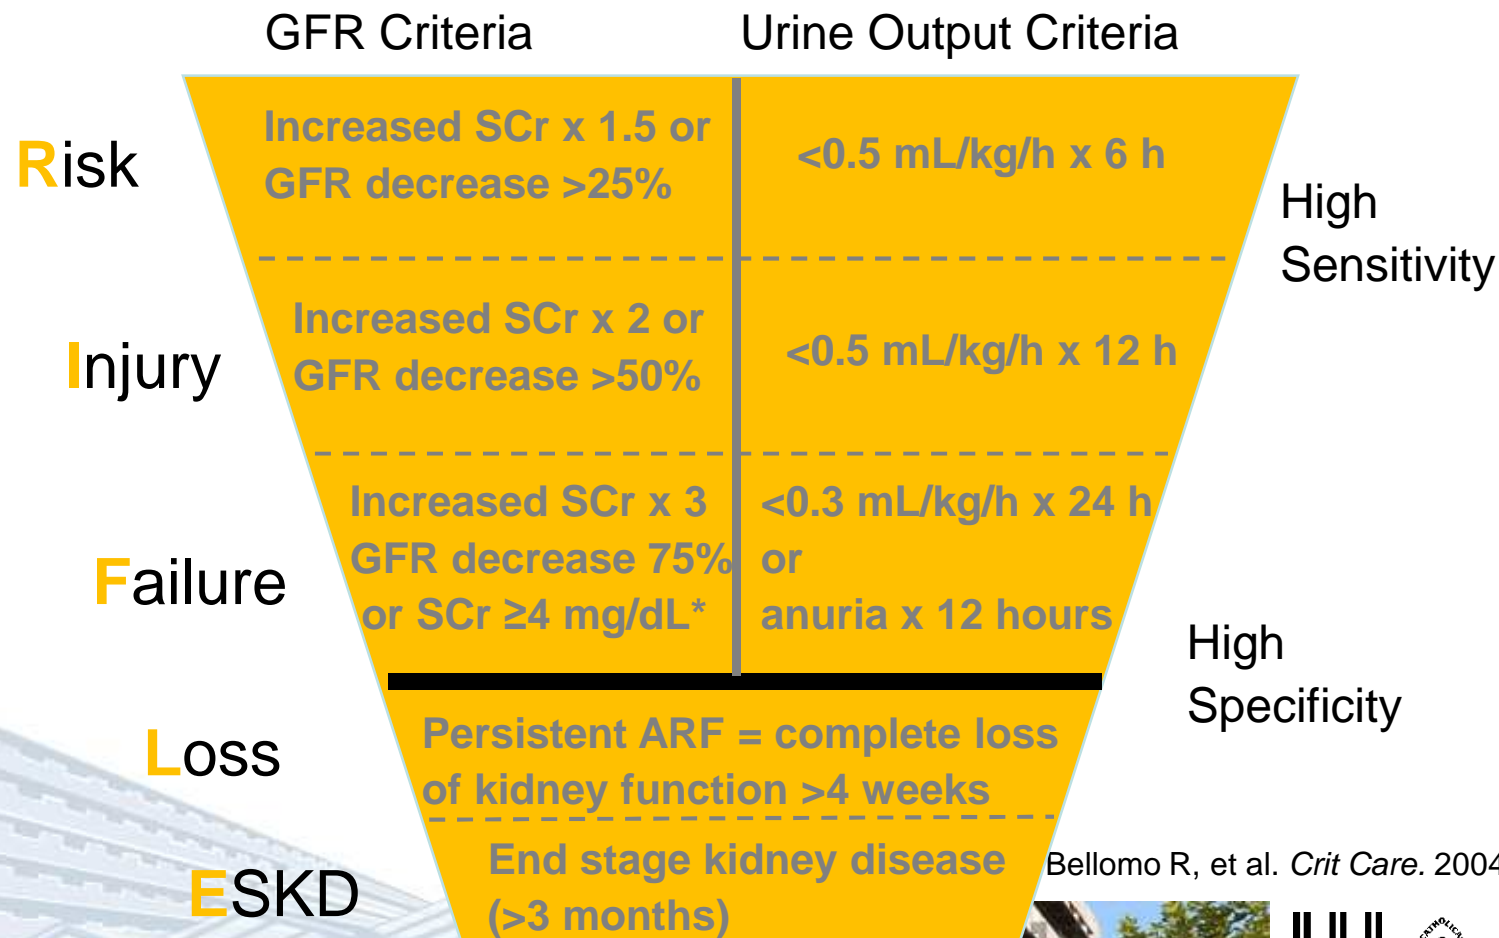 GFR Criteria
Urine Output Criteria
Risk
Increased SCr x 1.5 or
GFR decrease >25%
<0.5 mL/kg/h x 6 h
High
Sensitivity
Injury
Increased SCr x 2 or
GFR decrease >50%
<0.5 mL/kg/h x 12 h
Failure
Increased SCr x 3
GFR decrease 75%
or SCr ≥4 mg/dL*
<0.3 mL/kg/h x 24 h
or
anuria x 12 hours
High
Specificity
Loss
Persistent ARF = complete loss
of kidney function >4 weeks
ESKD
End stage kidney disease
(>3 months)
Bellomo R, et al. Crit Care. 2004